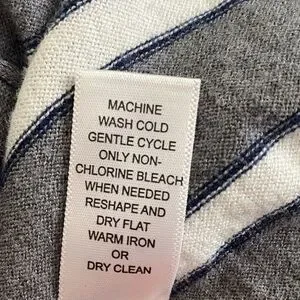 MACHINE
WASH COLD
GENTLE CYCLE
ONLY NON-
CHLORINE BLEACH
WHEN NEEDED
RESHAPE AND
DRY FLAT
WARM IRON
OR
DRY CLEAN